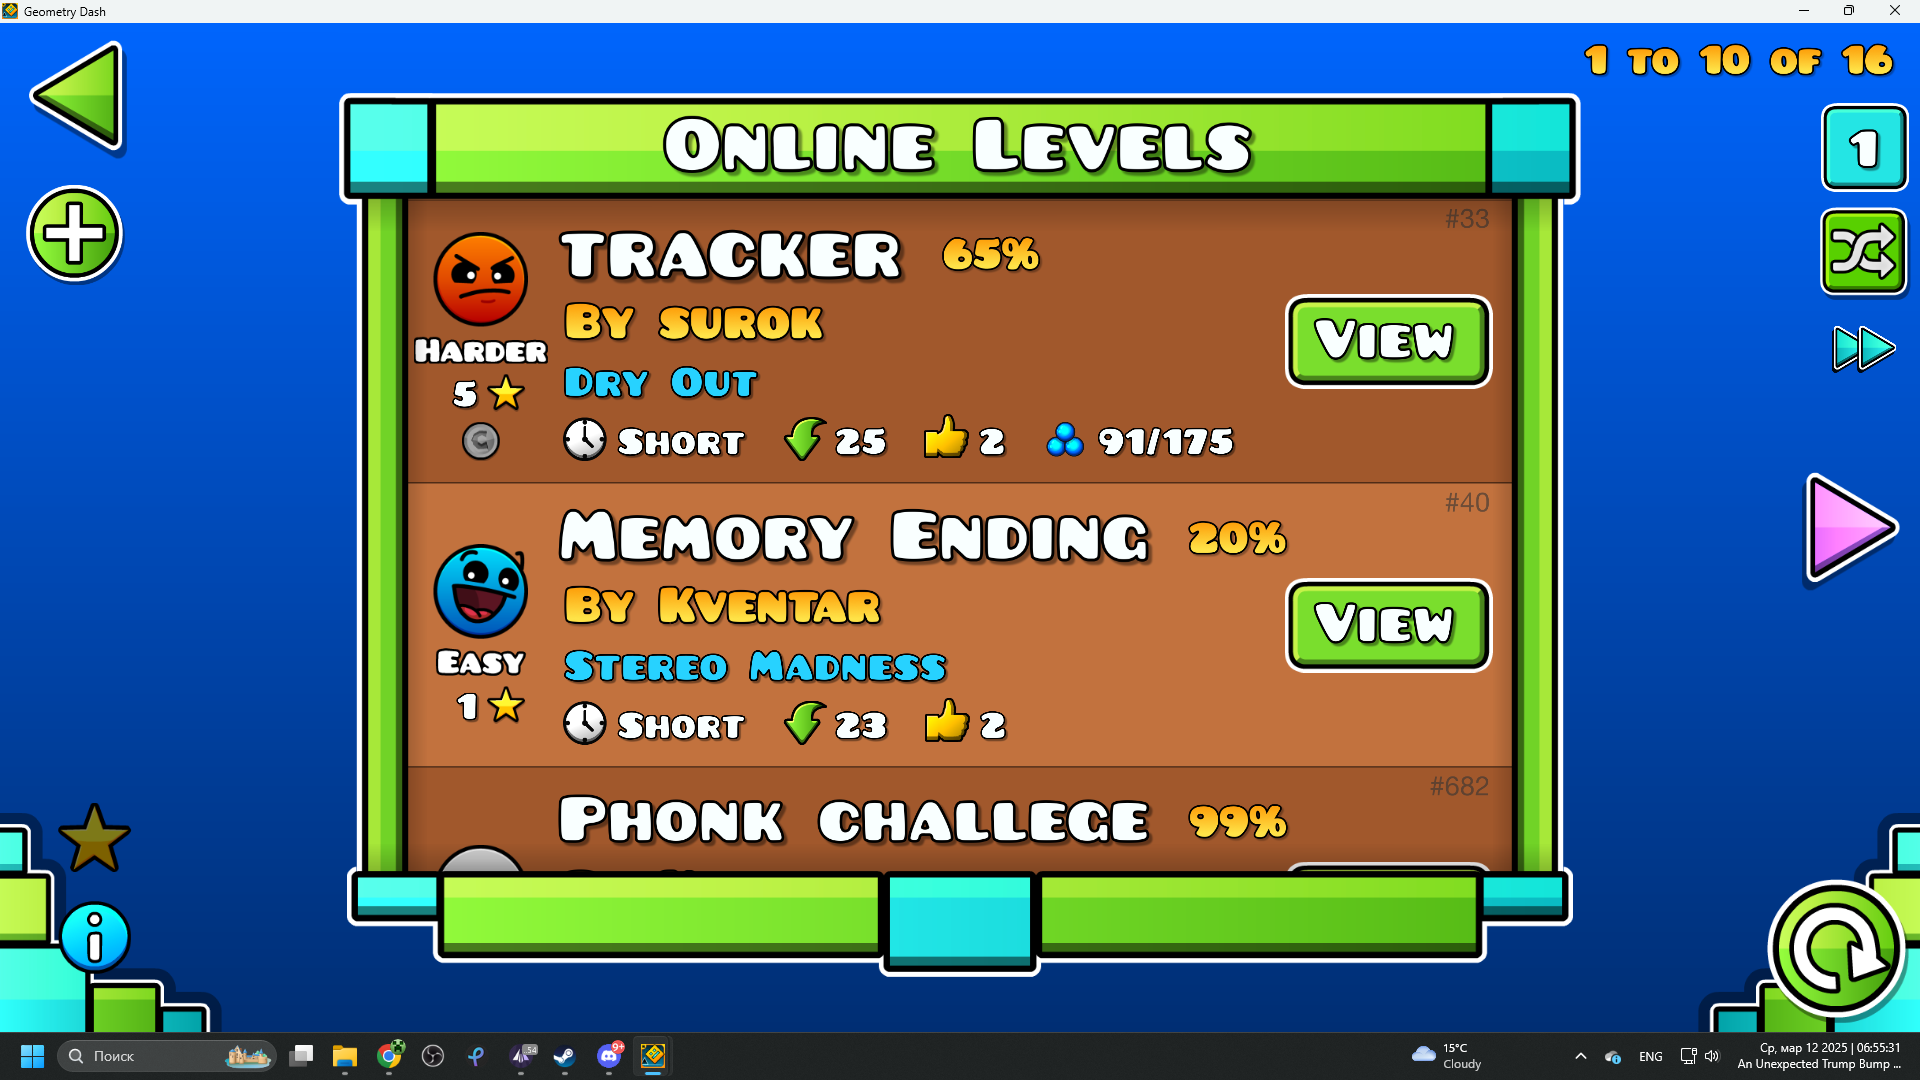 Geometry Dash
1 to 10 of 16
Online Levels
1
#33
TRACKER 65%
By surok
Harder
Dry Out
5
Short 25 2 91/175
View
#40
Memory Ending 20%
By Kventar
Easy
Stereo Madness
1
Short 23 2
View
#682
Phonk challege 99%
Поиск
54
9+
15°C
Cloudy
ENG
Ср, мар 12 2025 | 06:55:31
An Unexpected Trump Bump ...